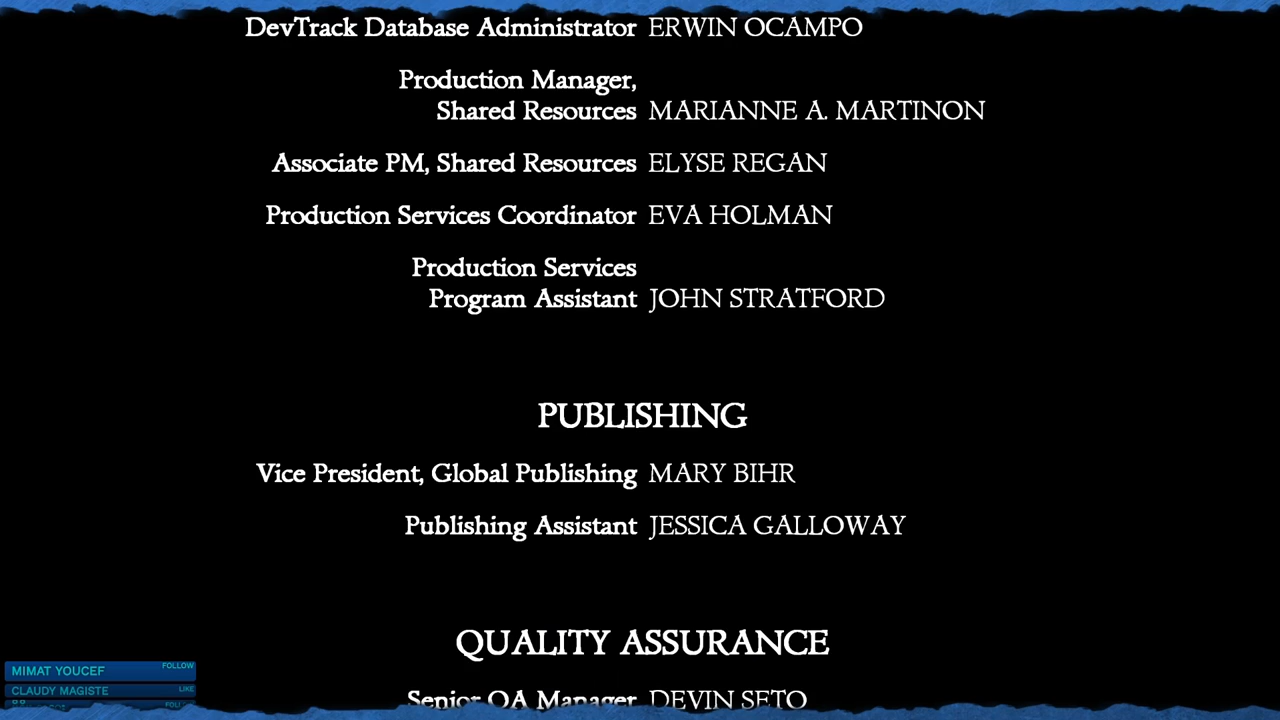 DevTrack Database Administrator ERWIN OCAMPO
Production Manager,
Shared Resources MARIANNE A. MARTINON
Associate PM, Shared Resources ELYSE REGAN
Production Services Coordinator EVA HOLMAN
Production Services
Program Assistant JOHN STRATFORD
PUBLISHING
Vice President, Global Publishing MARY BIHR
Publishing Assistant JESSICA GALLOWAY
QUALITY ASSURANCE
MIMAT YOUCEF FOLLOW
CLAUDY MAGISTE LIKE
Senior QA Manager DEVIN SETO